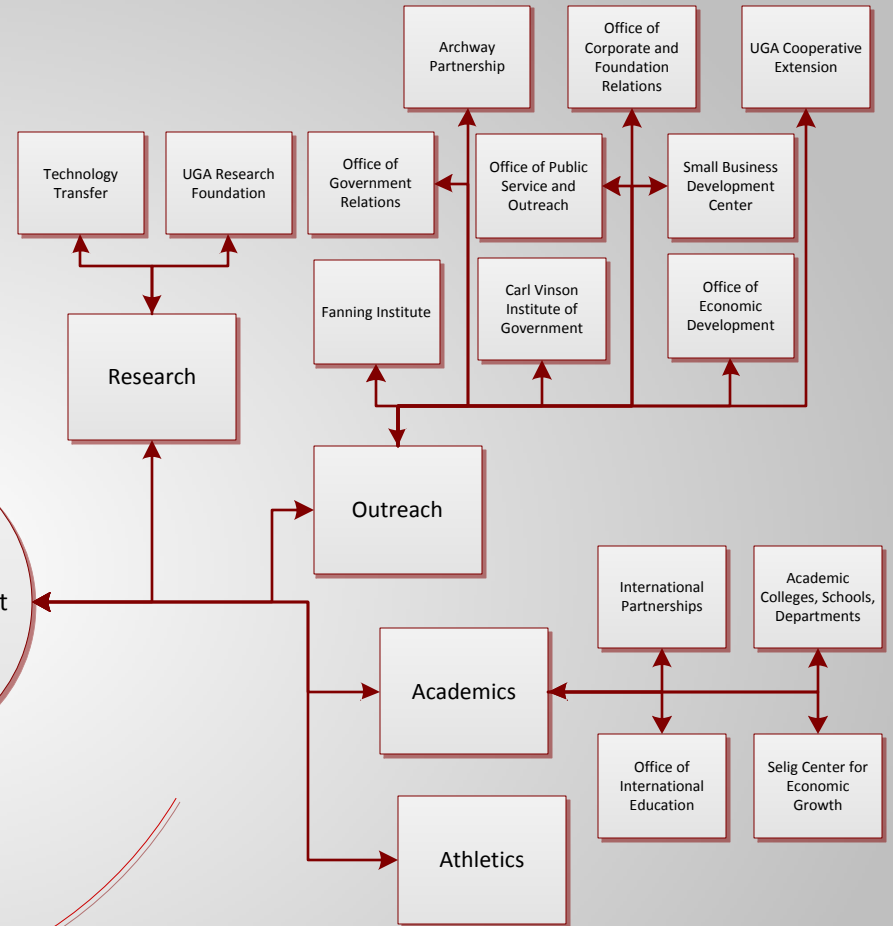 Archway
Partnership
Office of
Corporate and
Foundation
Relations
UGA Cooperative
Extension
Technology
Transfer
UGA Research
Foundation
Office of
Government
Relations
Office of Public
Service and
Outreach
Small Business
Development
Center
Fanning Institute
Carl Vinson
Institute of
Government
Office of
Economic
Development
Research
Outreach
t
International
Partnerships
Academic
Colleges, Schools,
Departments
Academics
Office of
International
Education
Selig Center for
Economic
Growth
Athletics